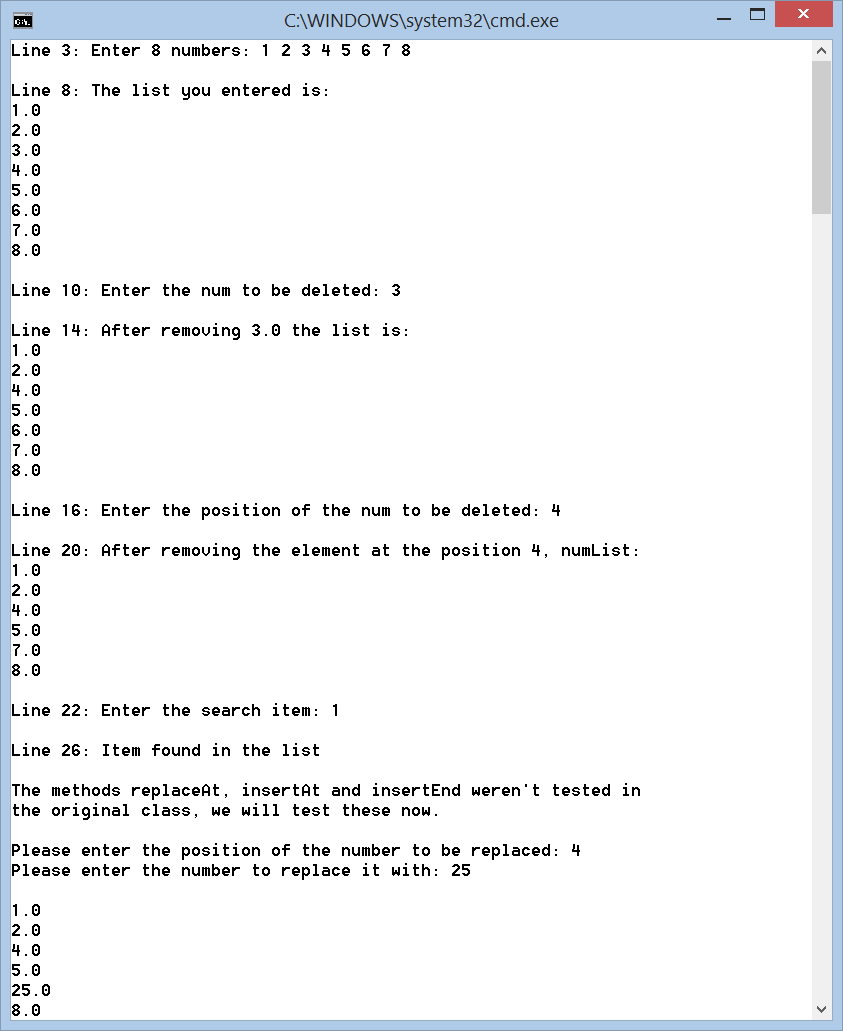 C:\WINDOWS\system32\cmd.exe
Line 3: Enter 8 numbers: 1 2 3 4 5 6 7 8
Line 8: The list you entered is:
1.0
2.0
3.0
4.0
5.0
6.0
7.0
8.0
Line 10: Enter the num to be deleted: 3
Line 14: After removing 3.0 the list is:
1.0
2.0
4.0
5.0
6.0
7.0
8.0
Line 16: Enter the position of the num to be deleted: 4
Line 20: After removing the element at the position 4, numList:
1.0
2.0
4.0
5.0
7.0
8.0
Line 22: Enter the search item: 1
Line 26: Item found in the list
The methods replaceAt, insertAt and insertEnd weren't tested in
the original class, we will test these now.
Please enter the position of the number to be replaced: 4
Please enter the number to replace it with: 25
1.0
2.0
4.0
5.0
25.0
8.0